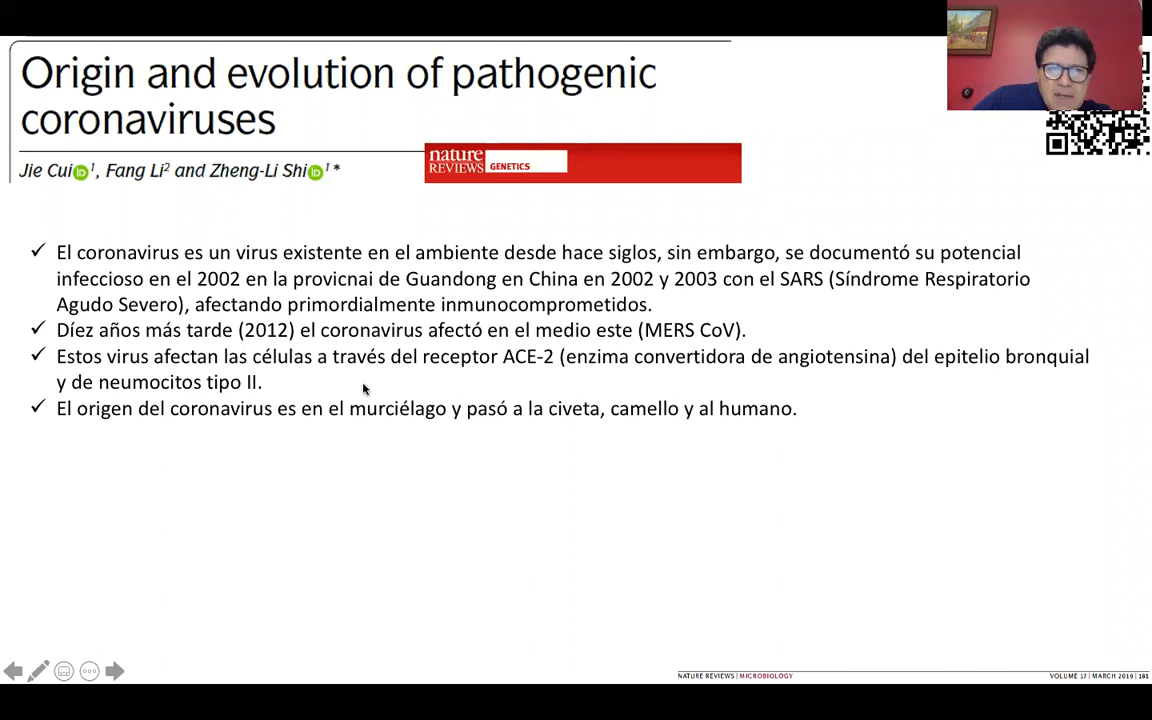 Origin and evolution of pathogenic
coronaviruses
Jie Cui iD 1, Fang Li2 and Zheng-Li Shi iD 1*
nature
REVIEWS GENETICS
✓ El coronavirus es un virus existente en el ambiente desde hace siglos, sin embargo, se documentó su potencial
infeccioso en el 2002 en la provicnai de Guandong en China en 2002 y 2003 con el SARS (Síndrome Respiratorio
Agudo Severo), afectando primordialmente inmunocomprometidos.
✓ Díez años más tarde (2012) el coronavirus afectó en el medio este (MERS CoV).
✓ Estos virus afectan las células a través del receptor ACE-2 (enzima convertidora de angiotensina) del epitelio bronquial
y de neumocitos tipo II.
✓ El origen del coronavirus es en el murciélago y pasó a la civeta, camello y al humano.
NATURE REVIEWS | MICROBIOLOGY
VOLUME 17 | MARCH 2019 | 181